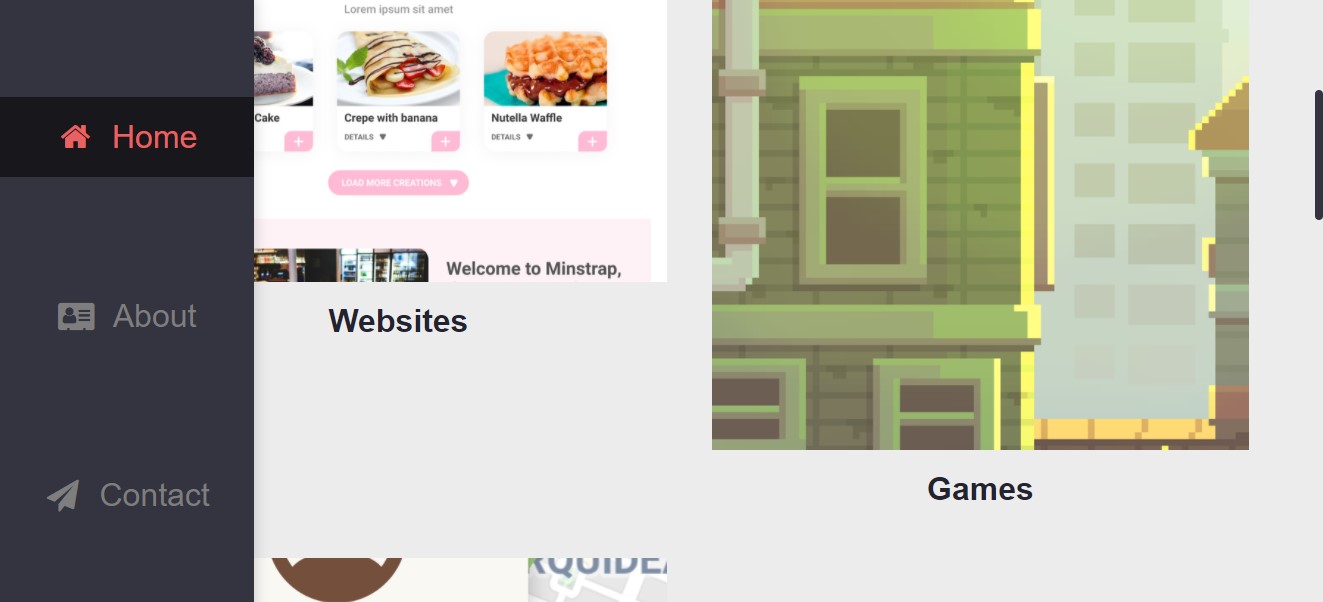 Home
About
Contact
Lorem ipsum sit amet
Cake
Crepe with banana
DETAILS
Nutella Waffle
DETAILS
LOAD MORE CREATIONS
Welcome to Minstrap,
Websites
Games